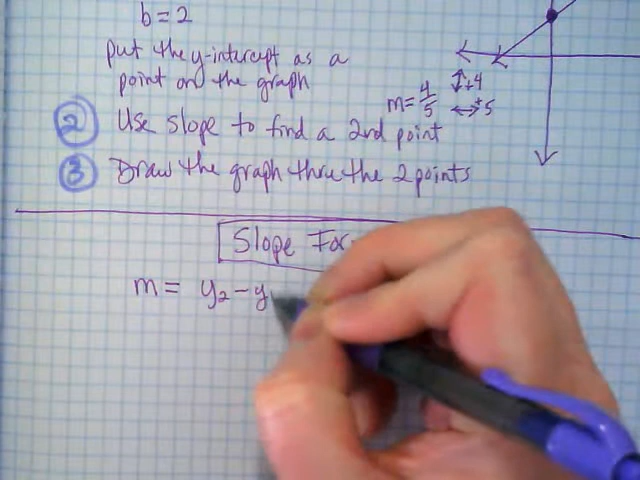 b = 2
put the y-intercept as a
point on the graph
m = 4/5 +4 +5
② Use slope to find a 2nd point
③ Draw the graph thru the 2 points
Slope For
m = y₂ - y